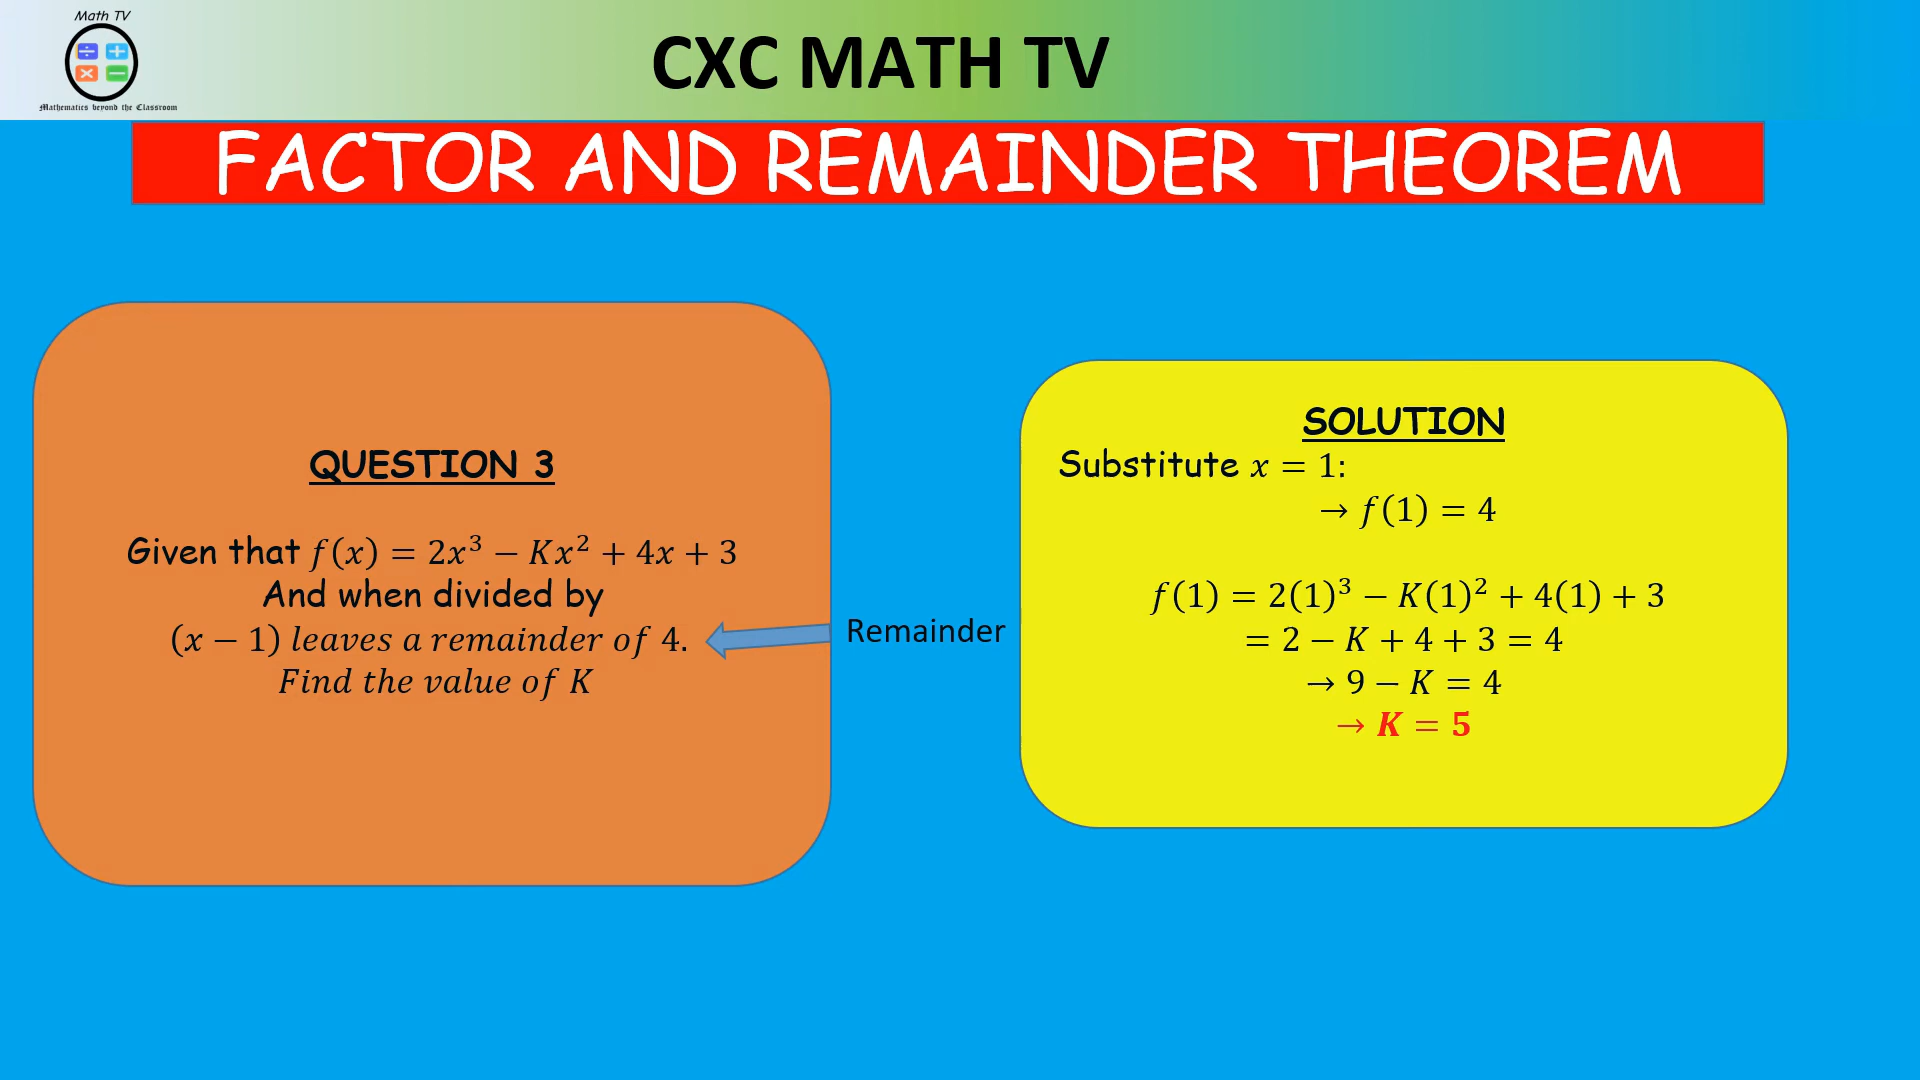 Math TV
Mathematics beyond the Classroom
CXC MATH TV
FACTOR AND REMAINDER THEOREM
QUESTION 3
Given that f(x) = 2x³ − Kx² + 4x + 3
And when divided by
(x − 1) leaves a remainder of 4.
Find the value of K
Remainder
SOLUTION
Substitute x = 1:
→ f(1) = 4
f(1) = 2(1)³ − K(1)² + 4(1) + 3
= 2 − K + 4 + 3 = 4
→ 9 − K = 4
→ K = 5